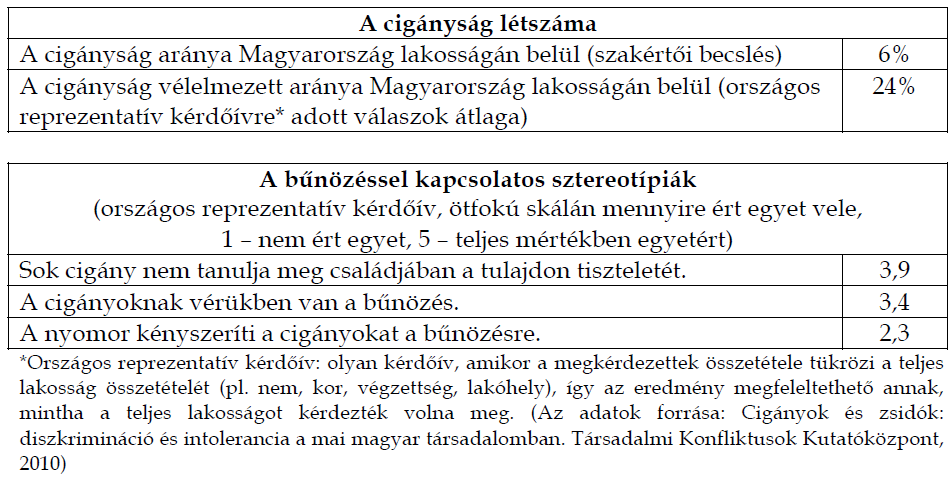 A cigányság létszáma
A cigányság aránya Magyarország lakosságán belül (szakértői becslés) 6%
A cigányság vélelmezett aránya Magyarország lakosságán belül (országos 24%
reprezentatív kérdőívre* adott válaszok átlaga)
A bűnözéssel kapcsolatos sztereotípiák
(országos reprezentatív kérdőív, ötfokú skálán mennyire ért egyet vele,
1 – nem ért egyet, 5 – teljes mértékben egyetért)
Sok cigány nem tanulja meg családjában a tulajdon tiszteletét. 3,9
A cigányoknak vérükben van a bűnözés. 3,4
A nyomor kényszeríti a cigányokat a bűnözésre. 2,3
*Országos reprezentatív kérdőív: olyan kérdőív, amikor a megkérdezettek összetétele tükrözi a teljes
lakosság összetételét (pl. nem, kor, végzettség, lakóhely), így az eredmény megfeleltethető annak,
mintha a teljes lakosságot kérdezték volna meg. (Az adatok forrása: Cigányok és zsidók:
diszkrimináció és intolerancia a mai magyar társadalomban. Társadalmi Konfliktusok Kutatóközpont,
2010)